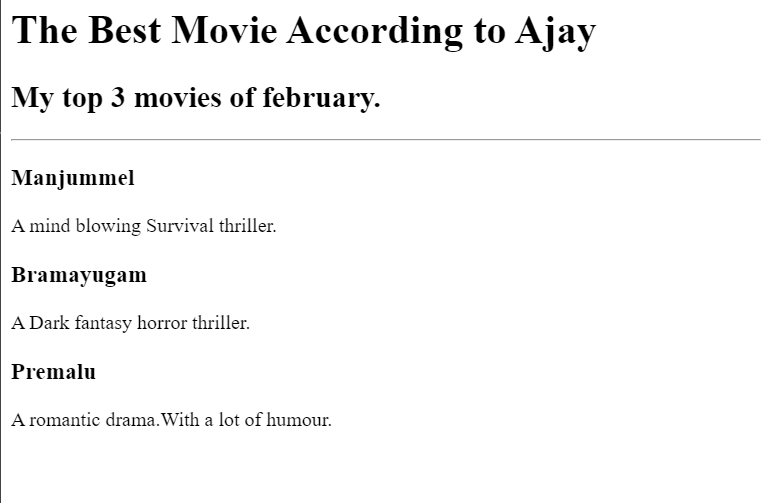 The Best Movie According to Ajay
My top 3 movies of february.
Manjummel
A mind blowing Survival thriller.
Bramayugam
A Dark fantasy horror thriller.
Premalu
A romantic drama.With a lot of humour.